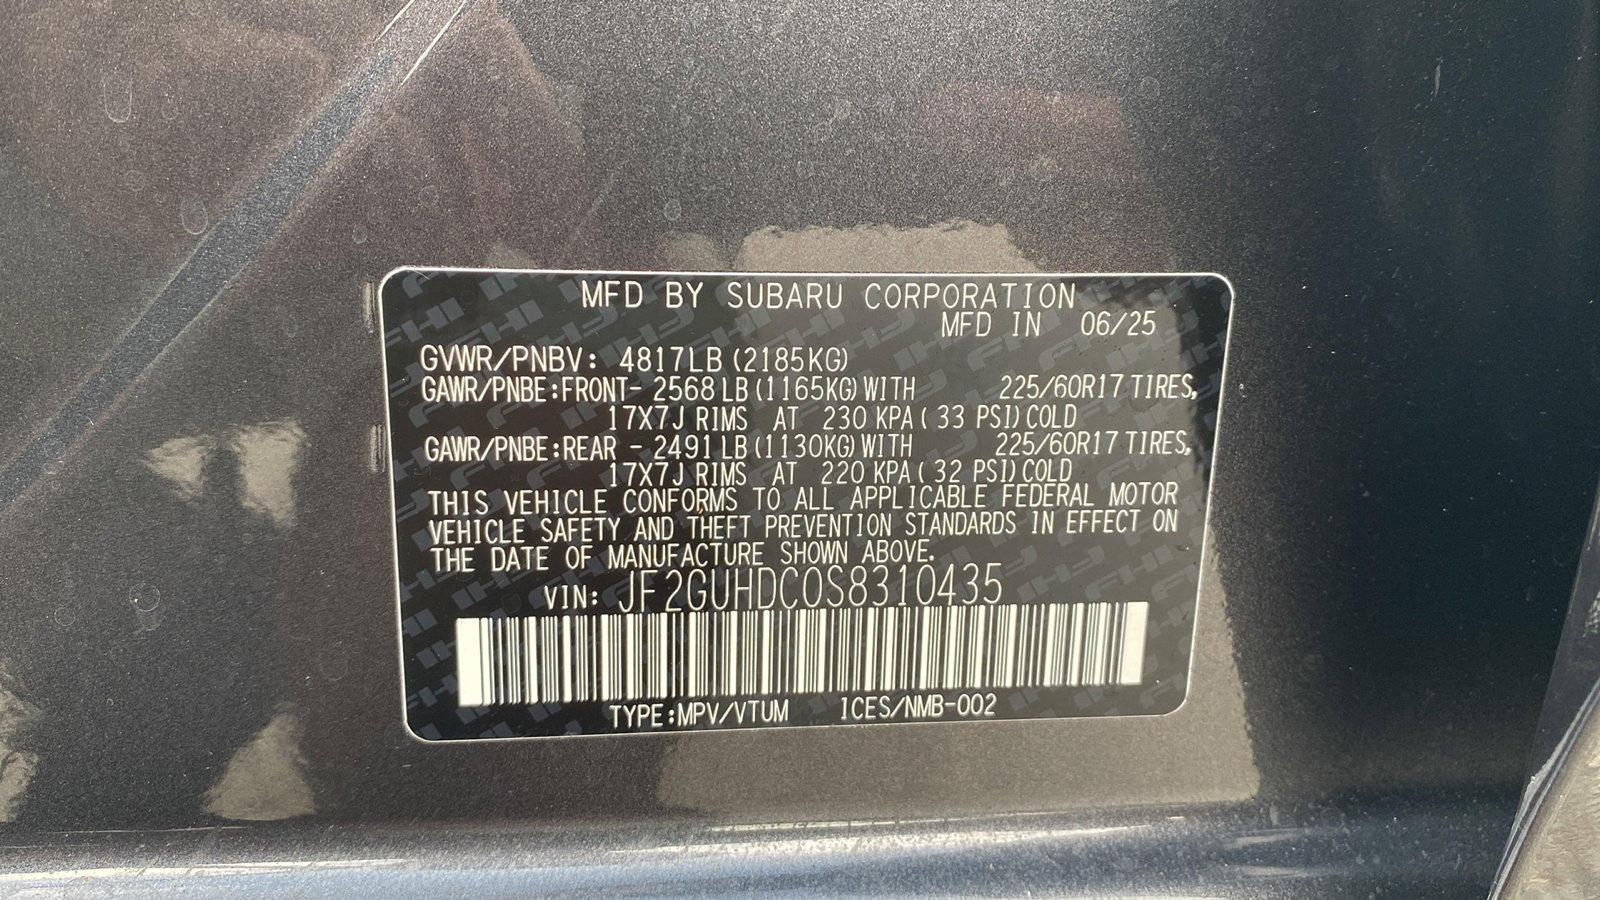 MFD BY SUBARU CORPORATION
MFD IN 06/25
GVWR/PNBV: 4817LB (2185KG)
GAWR/PNBE:FRONT- 2568 LB (1165KG) WITH 225/60R17 TIRES,
17X7J RIMS AT 230 KPA ( 33 PSI) COLD
GAWR/PNBE:REAR - 2491 LB (1130KG) WITH 225/60R17 TIRES,
17X7J RIMS AT 220 KPA ( 32 PSI) COLD
THIS VEHICLE CONFORMS TO ALL APPLICABLE FEDERAL MOTOR
VEHICLE SAFETY AND THEFT PREVENTION STANDARDS IN EFFECT ON
THE DATE OF MANUFACTURE SHOWN ABOVE.
VIN: JF2GUHDC0S8310435
TYPE:MPV/VTUM ICES/NMB-002